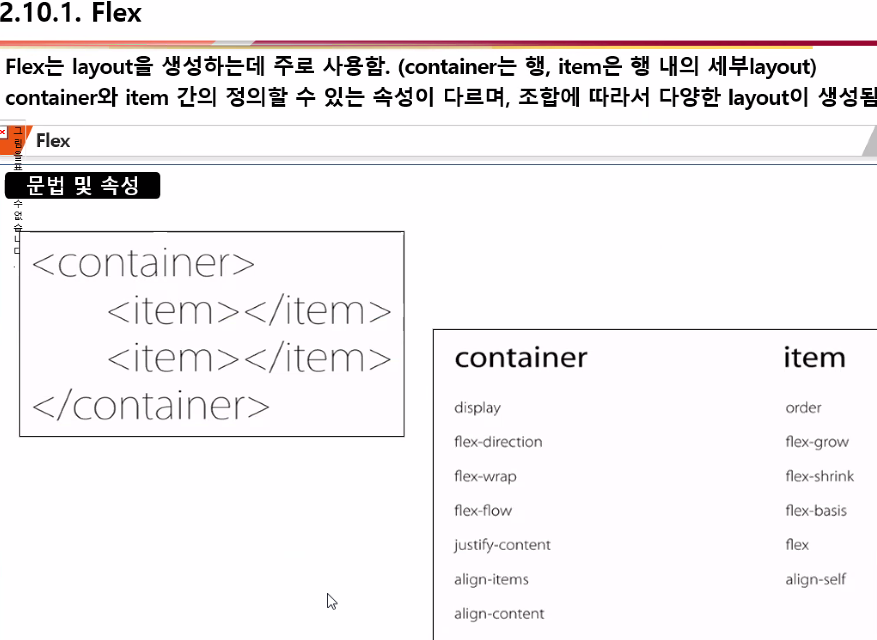 2.10.1. Flex
Flex는 layout을 생성하는데 주로 사용함. (container는 행, item은 행 내의 세부layout)
container와 item 간의 정의할 수 있는 속성이 다르며, 조합에 따라서 다양한 layout이 생성됨
Flex
문법 및 속성
<container>
<item></item>
<item></item>
</container>
container
display
flex-direction
flex-wrap
flex-flow
justify-content
align-items
align-content
item
order
flex-grow
flex-shrink
flex-basis
flex
align-self